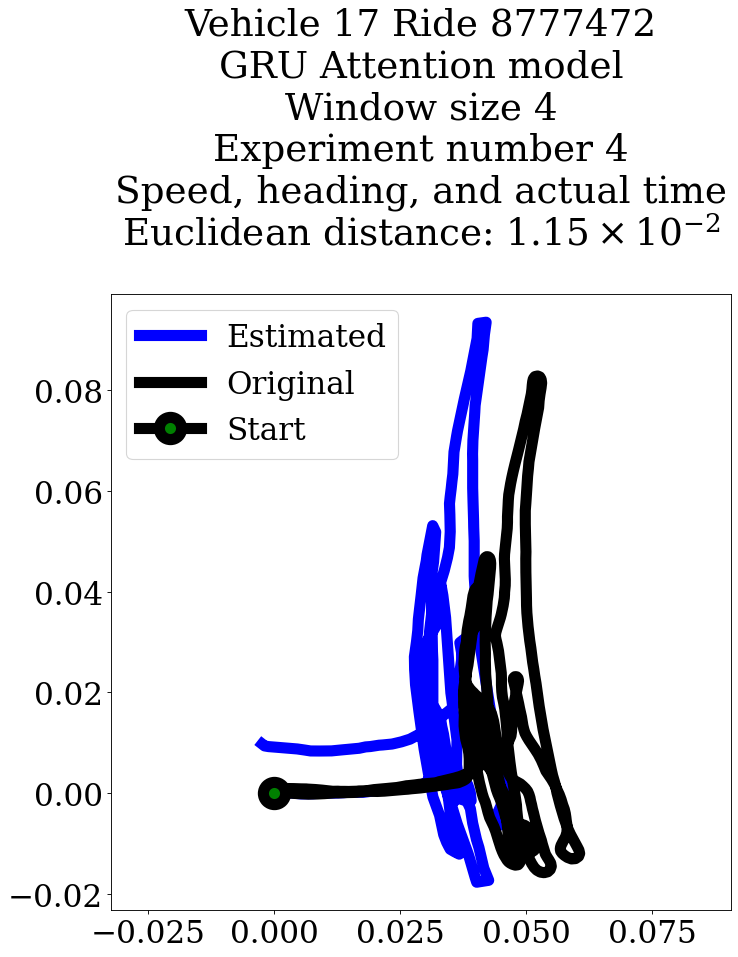 Vehicle 17 Ride 8777472
GRU Attention model
Window size 4
Experiment number 4
Speed, heading, and actual time
Euclidean distance: 1.15 × 10⁻²
Estimated
Original
Start
0.08
0.06
0.04
0.02
0.00
−0.02
−0.025 0.000 0.025 0.050 0.075